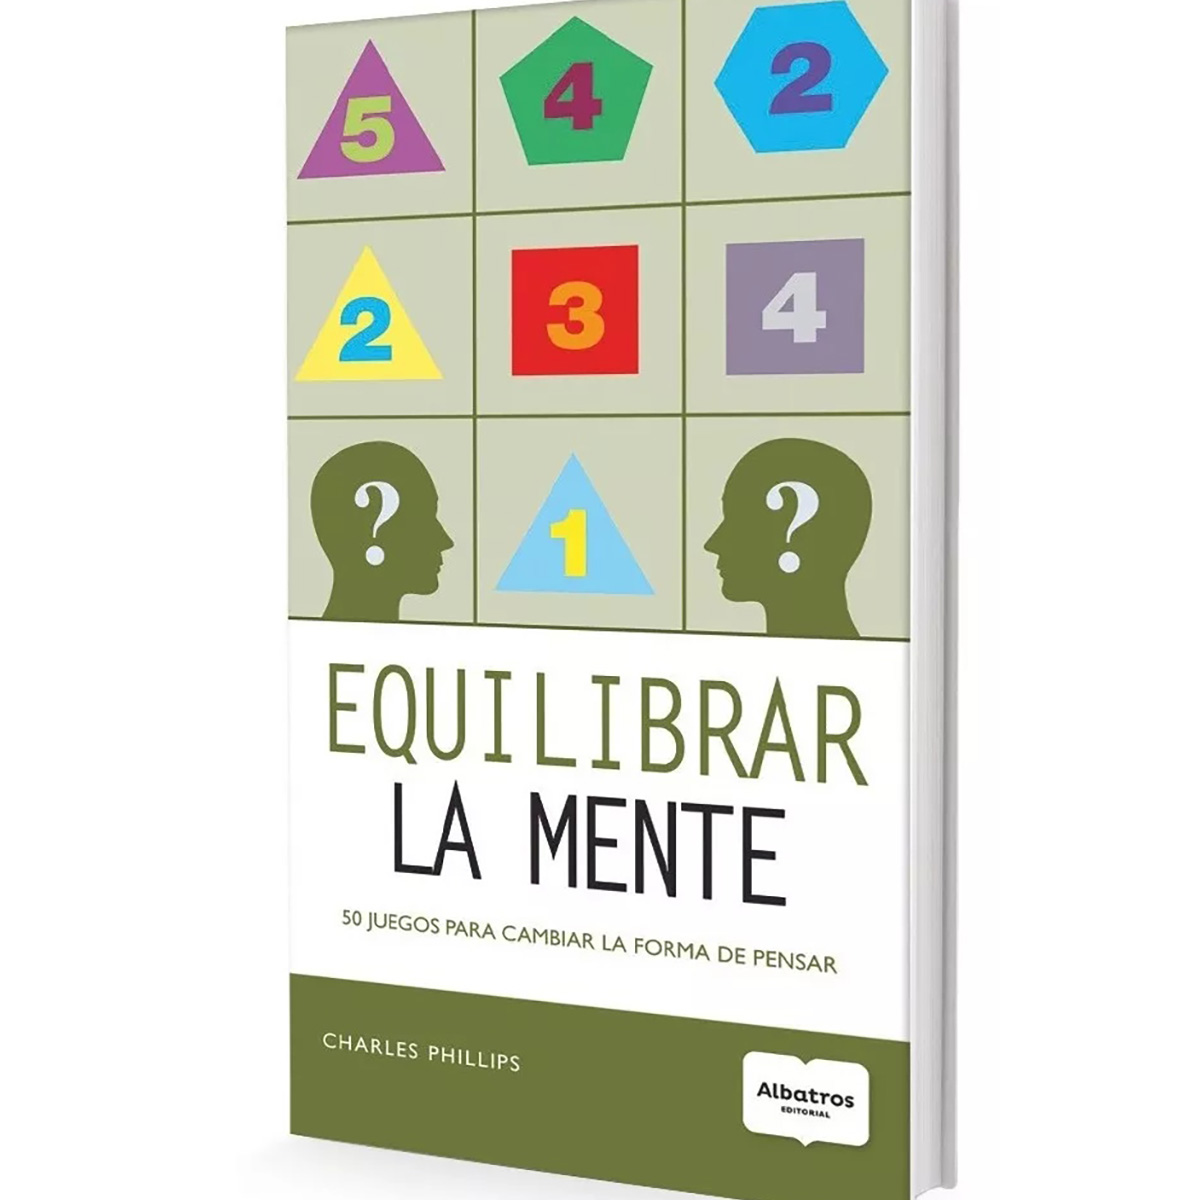 5 4 2
2 3 4
? 1 ?
EQUILIBRAR
LA MENTE
50 JUEGOS PARA CAMBIAR LA FORMA DE PENSAR
CHARLES PHILLIPS
Albatros
EDITORIAL